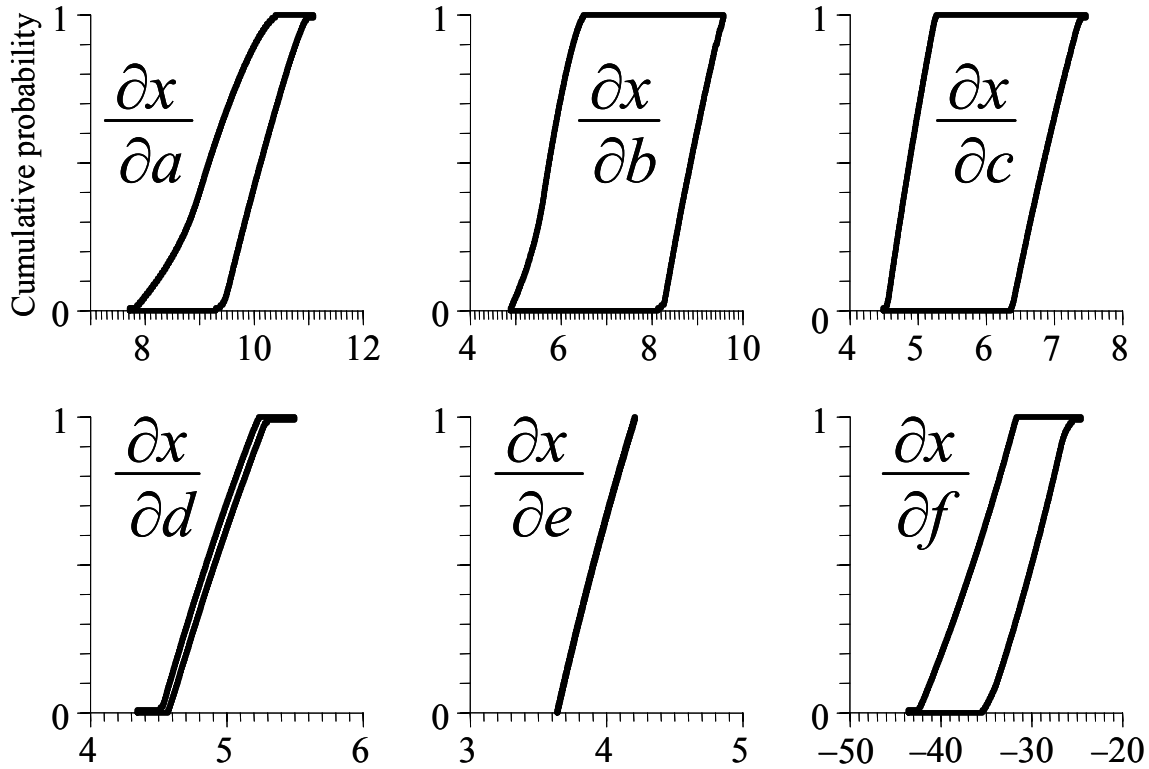 Cumulative probability
1
∂x
∂a
0
8 10 12
1
∂x
∂b
0
4 6 8 10
1
∂x
∂c
0
4 5 6 7 8
1
∂x
∂d
0
4 5 6
1
∂x
∂e
0
3 4 5
1
∂x
∂f
0
–50 –40 –30 –20